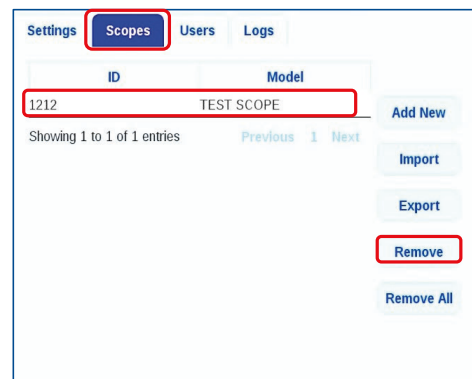 Settings Scopes Users Logs
ID Model
1212 TEST SCOPE
Showing 1 to 1 of 1 entries Previous 1 Next
Add New
Import
Export
Remove
Remove All